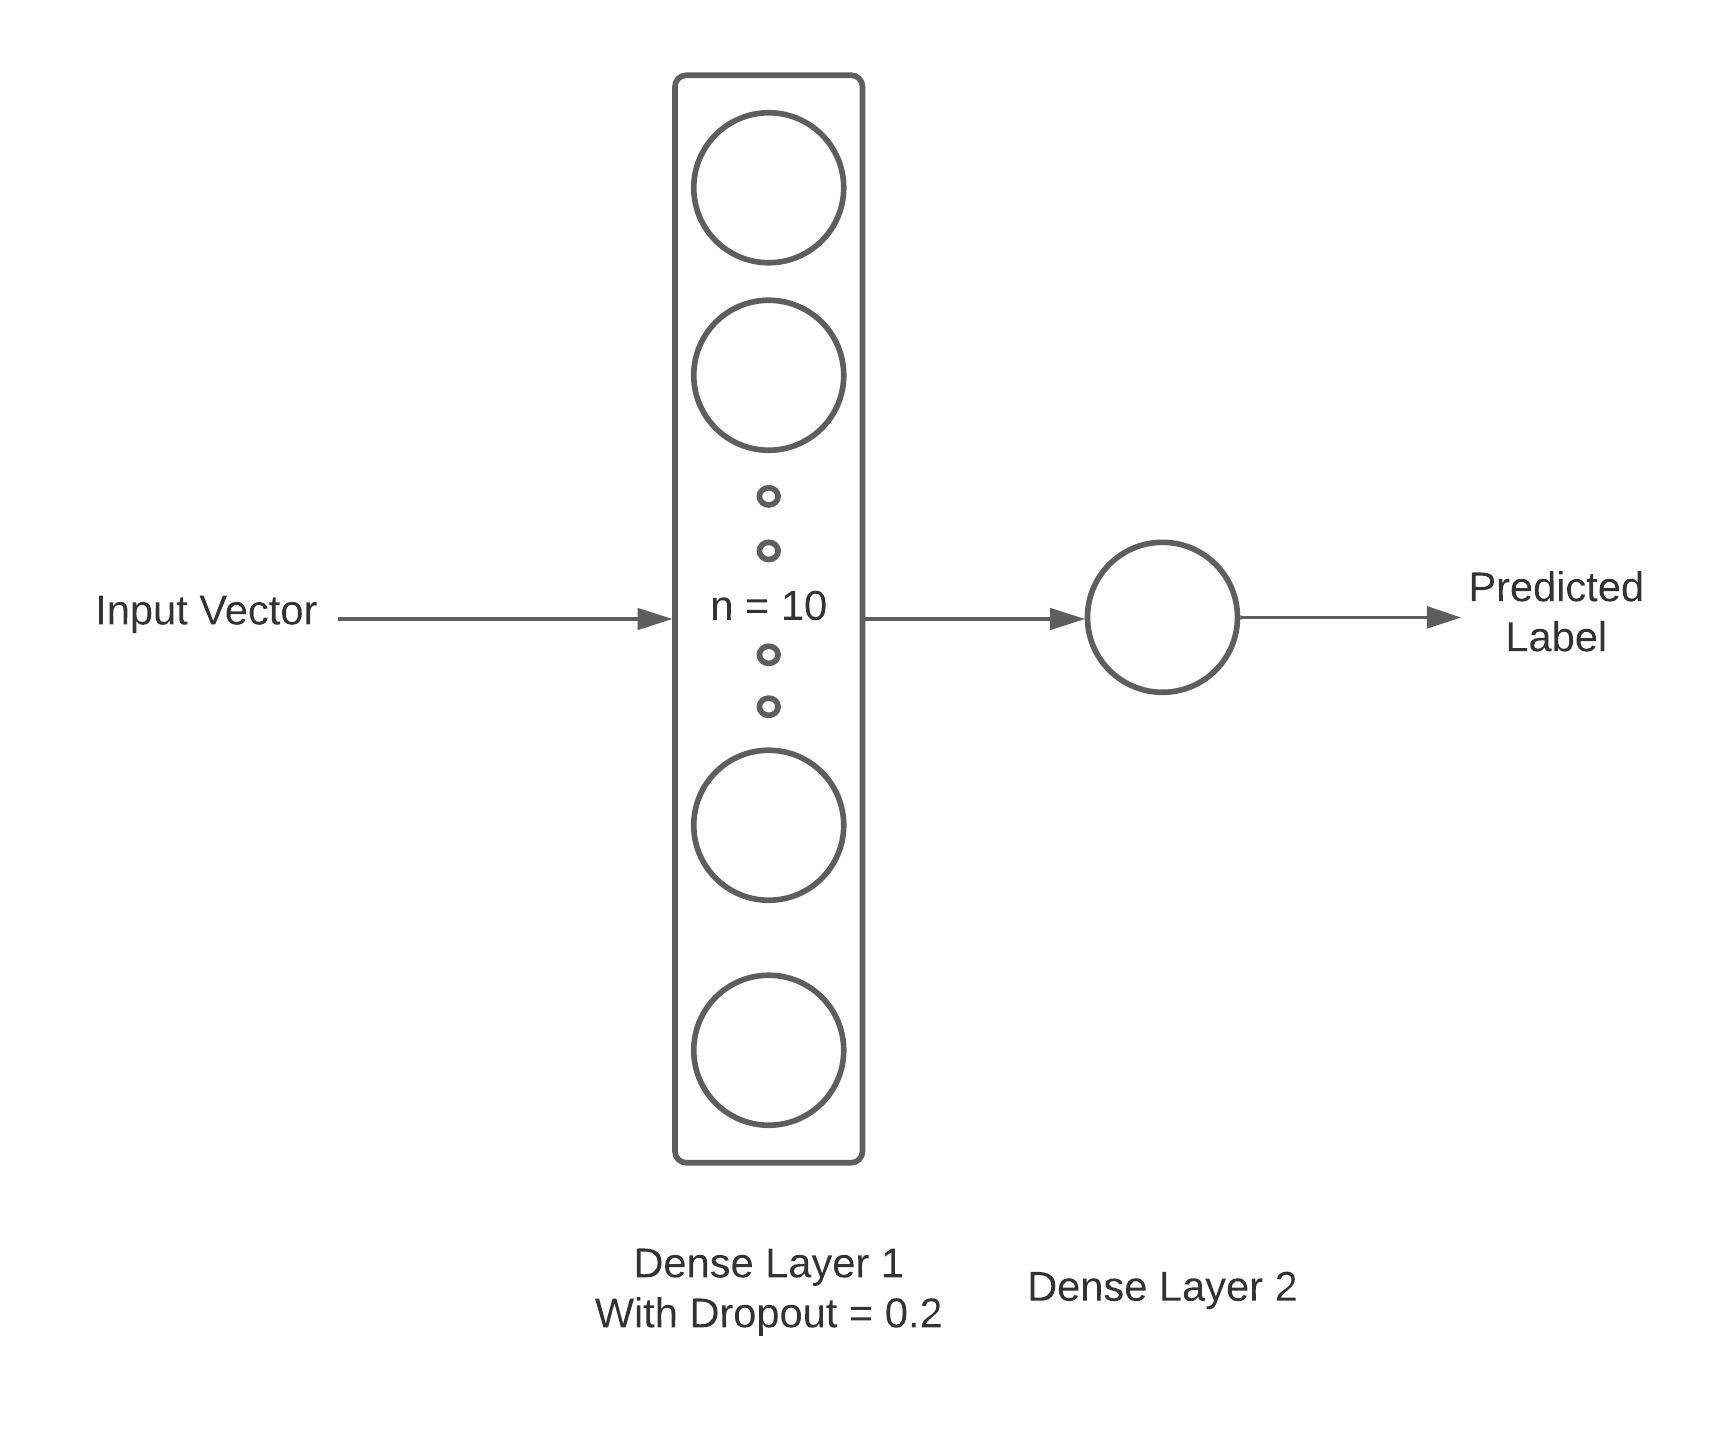 Input Vector
n = 10
Predicted
Label
Dense Layer 1
With Dropout = 0.2
Dense Layer 2